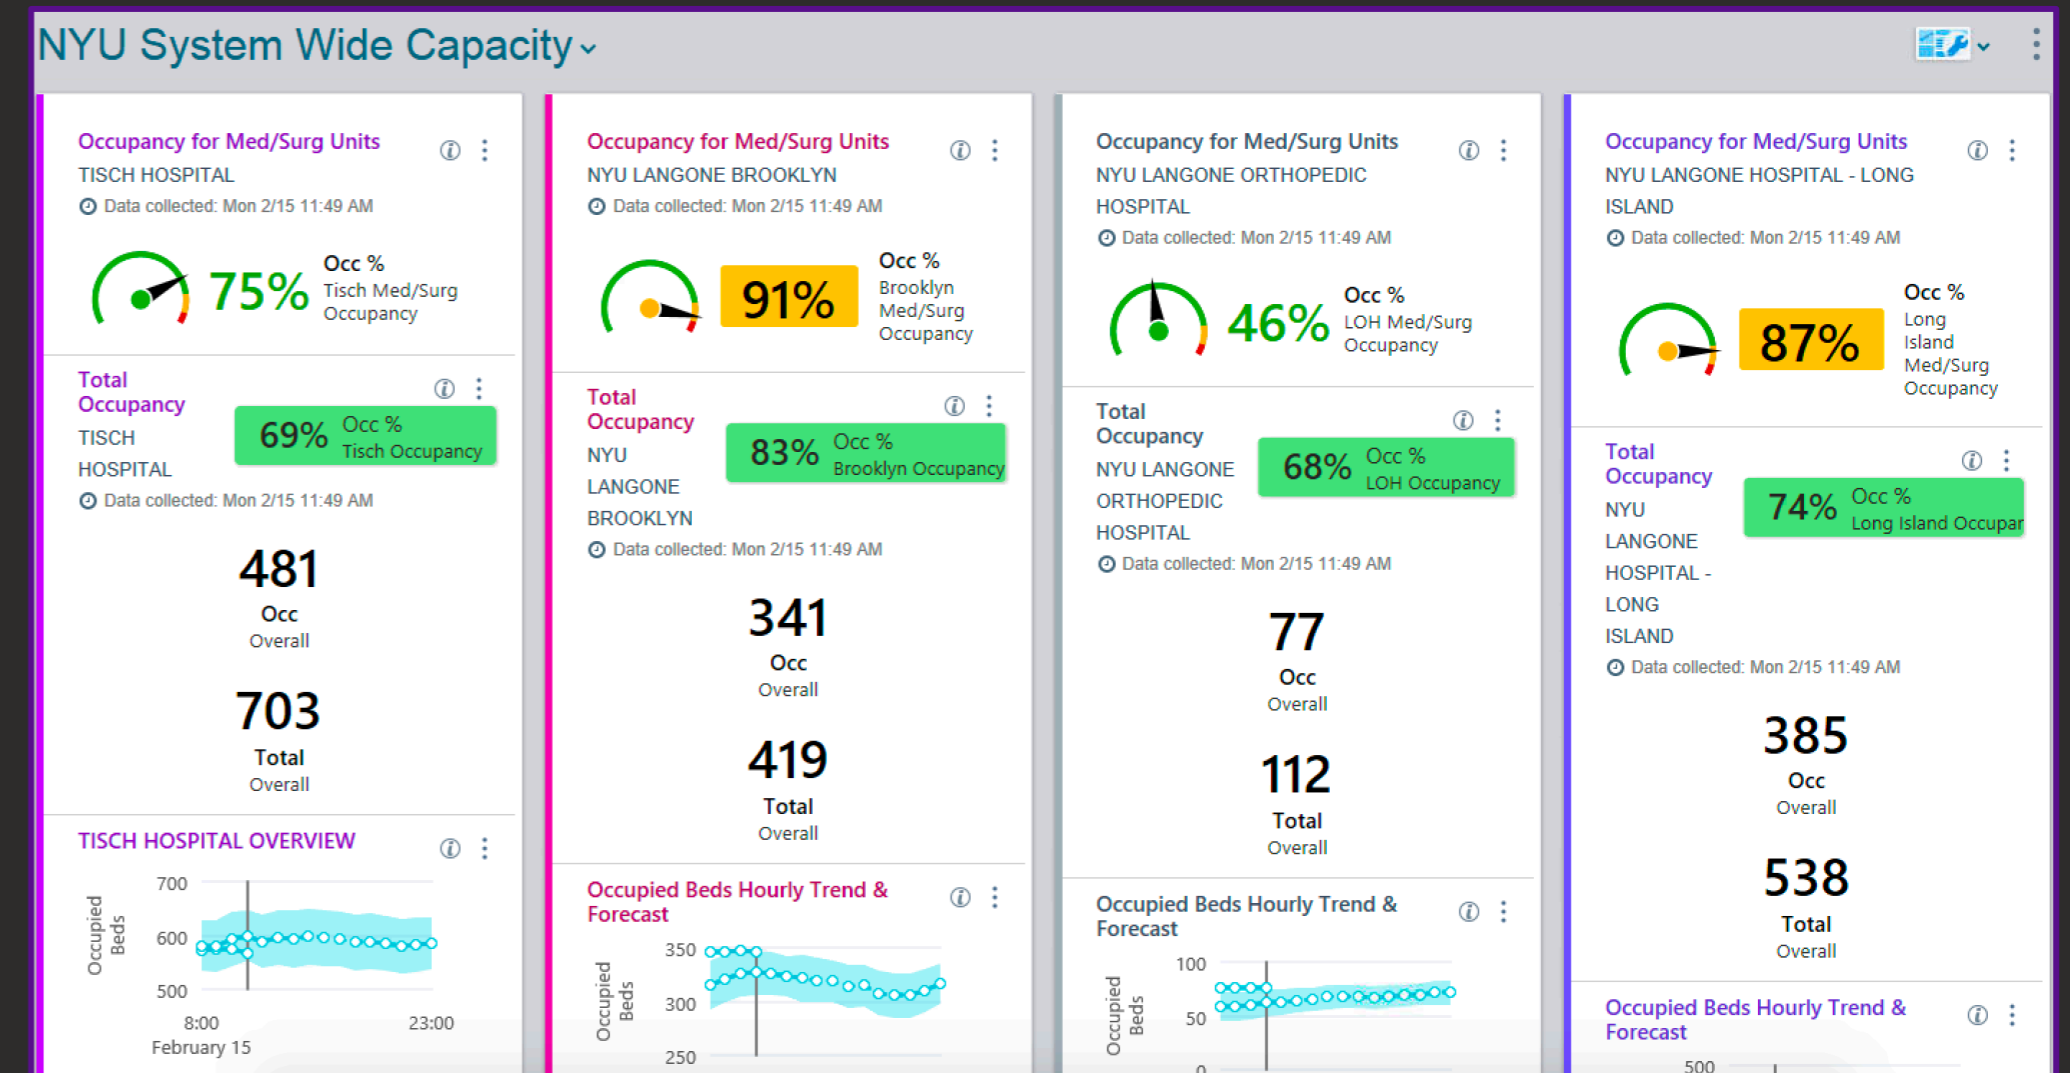 NYU System Wide Capacity
Occupancy for Med/Surg Units
TISCH HOSPITAL
Data collected: Mon 2/15 11:49 AM
75%
Occ %
Tisch Med/Surg
Occupancy
Total
Occupancy
TISCH
HOSPITAL
69%
Occ %
Tisch Occupancy
Data collected: Mon 2/15 11:49 AM
481
Occ
Overall
703
Total
Overall
TISCH HOSPITAL OVERVIEW
Occupied
Beds
700
600
500
8:00
23:00
February 15
Occupancy for Med/Surg Units
NYU LANGONE BROOKLYN
Data collected: Mon 2/15 11:49 AM
91%
Occ %
Brooklyn
Med/Surg
Occupancy
Total
Occupancy
NYU
LANGONE
BROOKLYN
83%
Occ %
Brooklyn Occupancy
Data collected: Mon 2/15 11:49 AM
341
Occ
Overall
419
Total
Overall
Occupied Beds Hourly Trend &
Forecast
Occupied
Beds
350
300
250
Occupancy for Med/Surg Units
NYU LANGONE ORTHOPEDIC
HOSPITAL
Data collected: Mon 2/15 11:49 AM
46%
Occ %
LOH Med/Surg
Occupancy
Total
Occupancy
NYU LANGONE
ORTHOPEDIC
HOSPITAL
68%
Occ %
LOH Occupancy
Data collected: Mon 2/15 11:49 AM
77
Occ
Overall
112
Total
Overall
Occupied Beds Hourly Trend &
Forecast
Occupied
Beds
100
50
0
Occupancy for Med/Surg Units
NYU LANGONE HOSPITAL - LONG
ISLAND
Data collected: Mon 2/15 11:49 AM
87%
Occ %
Long
Island
Med/Surg
Occupancy
Total
Occupancy
NYU
LANGONE
HOSPITAL -
LONG
ISLAND
74%
Occ %
Long Island Occupar
Data collected: Mon 2/15 11:49 AM
385
Occ
Overall
538
Total
Overall
Occupied Beds Hourly Trend &
Forecast
500